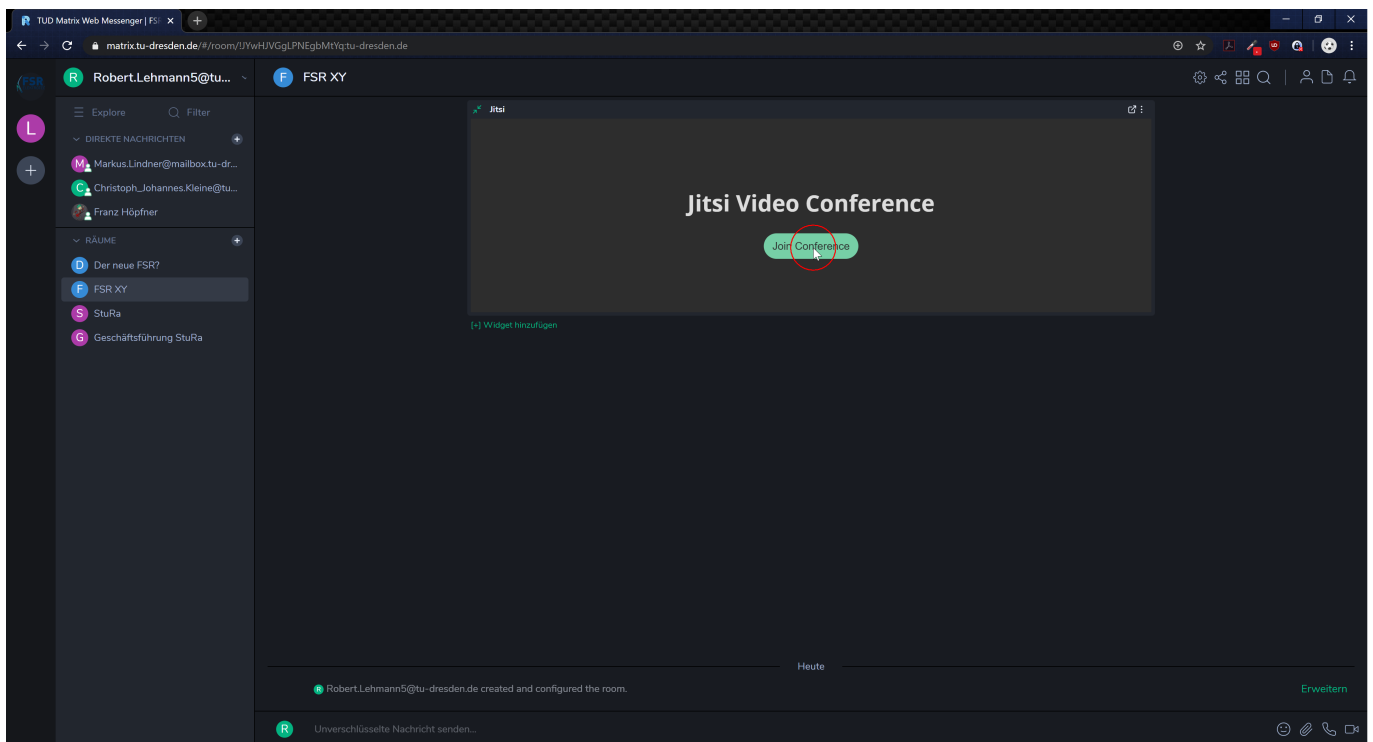 TUD Matrix Web Messenger | FSR
matrix.tu-dresden.de/#/room/!JYwHJVGgLPNEgbMtYq:tu-dresden.de
FSR
R Robert.Lehmann5@tu...
F FSR XY
L
Explore Filter
DIREKTE NACHRICHTEN
M Markus.Lindner@mailbox.tu-dr...
C Christoph_Johannes.Kleine@tu...
Franz Höpfner
RÄUME
D Der neue FSR?
F FSR XY
S StuRa
G Geschäftsführung StuRa
Jitsi
Jitsi Video Conference
Join Conference
[+] Widget hinzufügen
Heute
R Robert.Lehmann5@tu-dresden.de created and configured the room.
Erweitern
R Unverschlüsselte Nachricht senden...